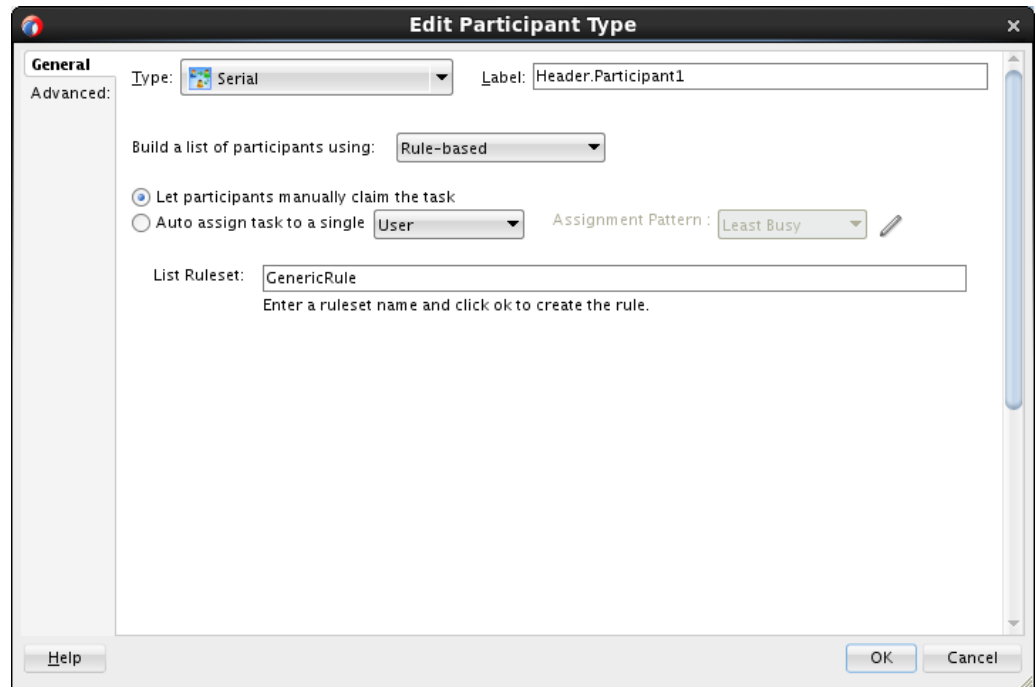 Edit Participant Type
General
Advanced:
Type: Serial Label: Header.Participant1
Build a list of participants using: Rule-based
Let participants manually claim the task
Auto assign task to a single User Assignment Pattern : Least Busy
List Ruleset: GenericRule
Enter a ruleset name and click ok to create the rule.
Help OK Cancel